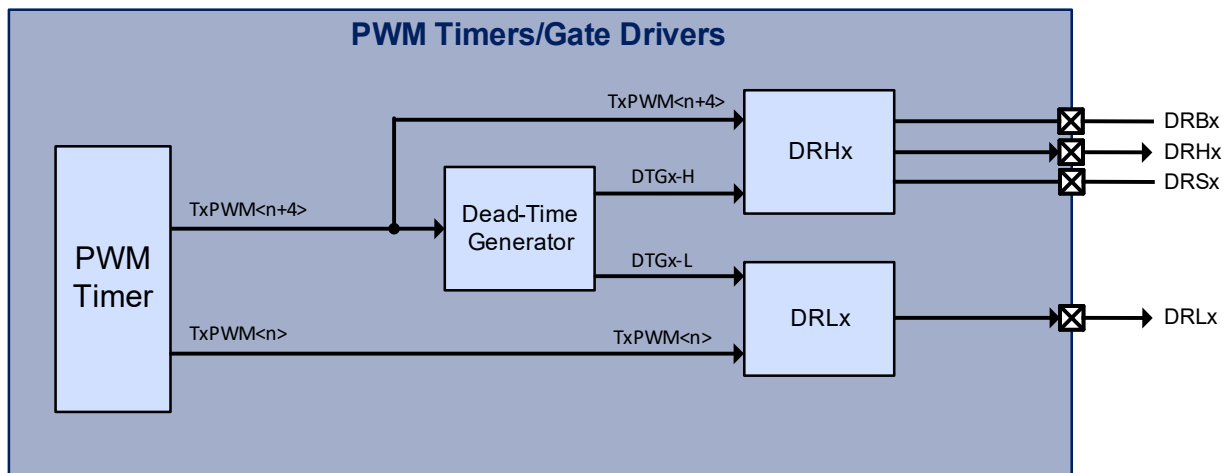 PWM Timers/Gate Drivers
TxPWM<n+4>
DRBx
DRHx
DRHx
DRSx
DTGx-H
TxPWM<n+4>
Dead-Time
Generator
PWM
Timer
DTGx-L
DRLx
DRLx
TxPWM<n>
TxPWM<n>